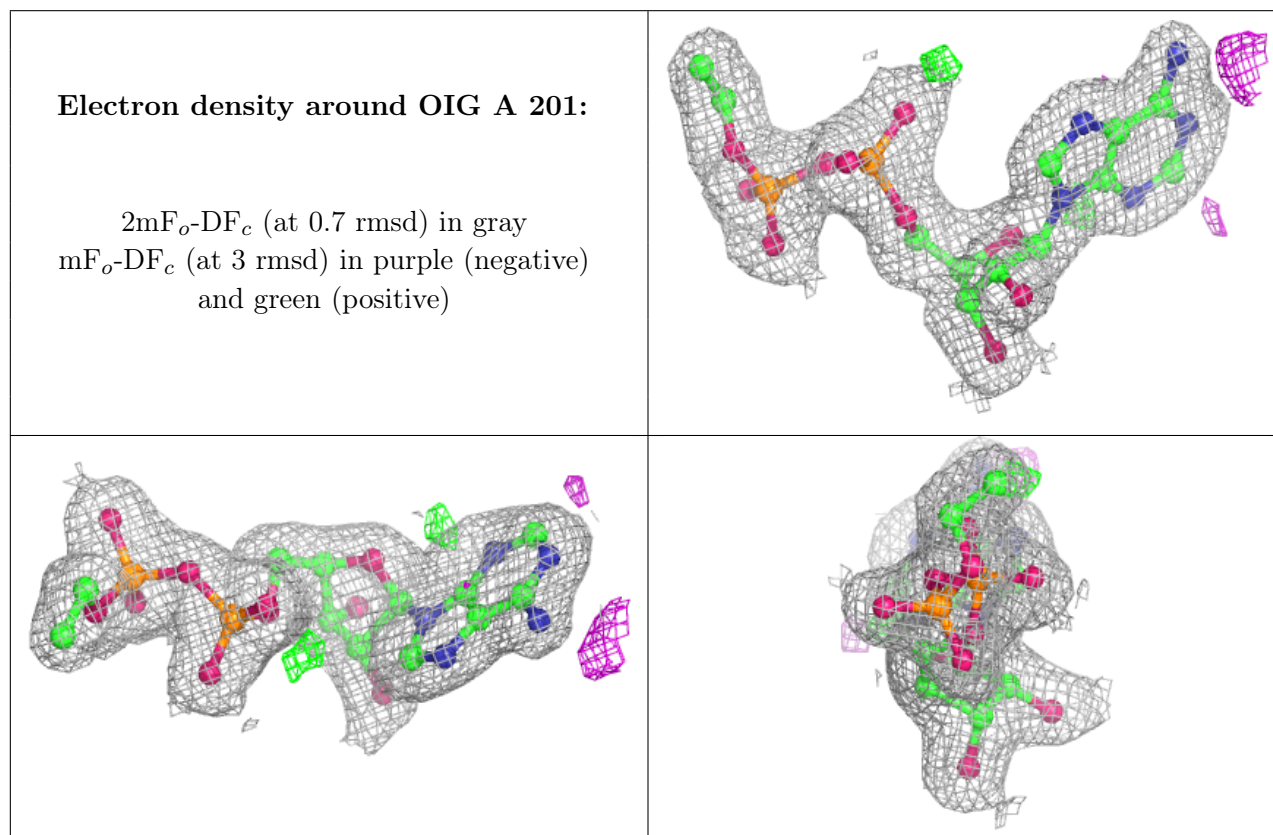 Electron density around OIG A 201:
2mFo-DFc (at 0.7 rmsd) in gray
mFo-DFc (at 3 rmsd) in purple (negative)
and green (positive)